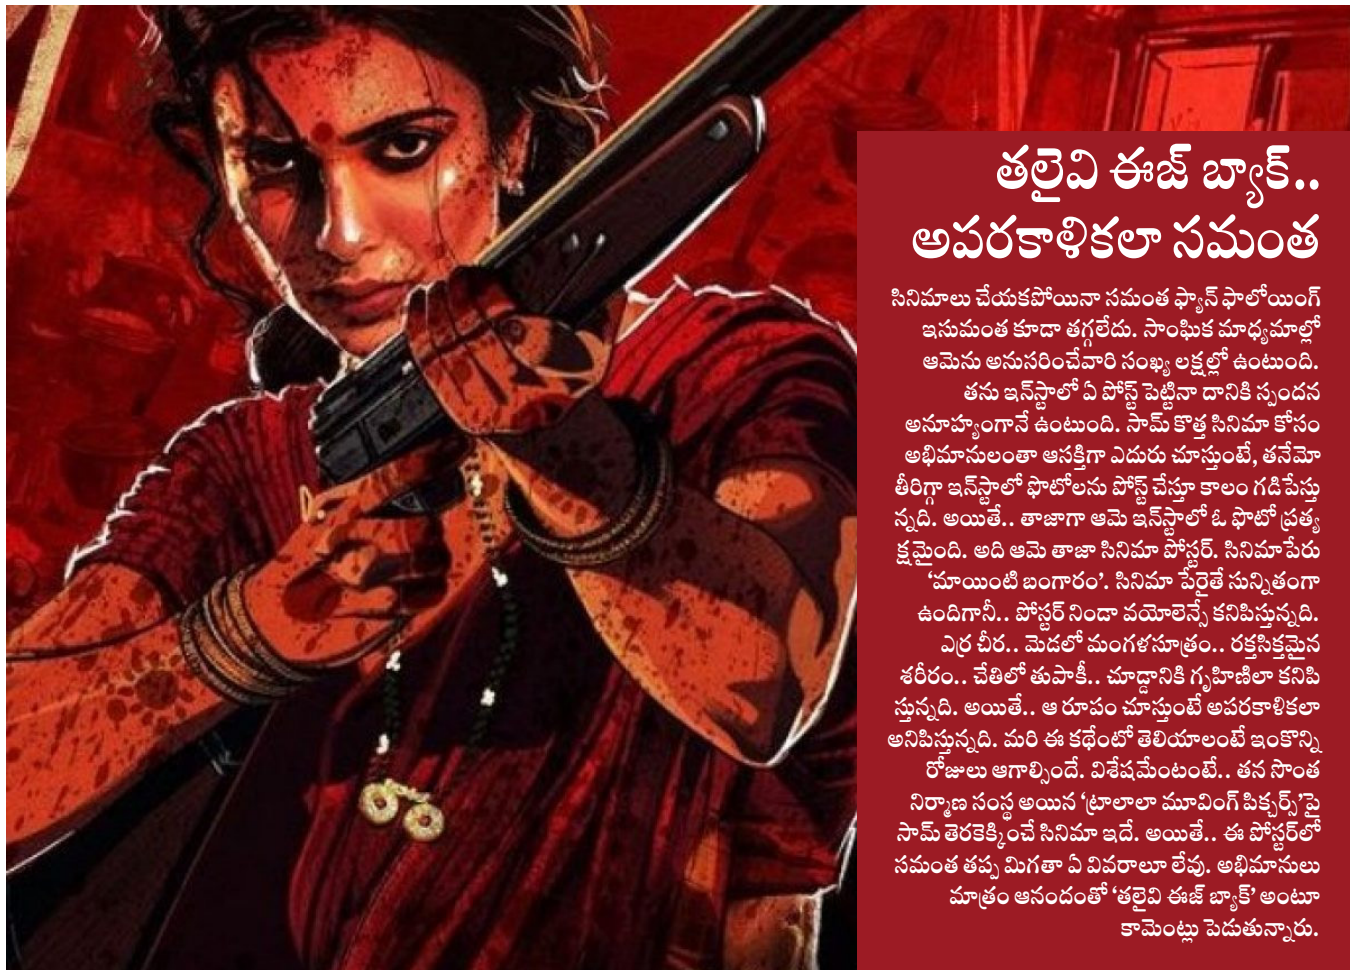 తలైవి ఈజ్ బ్యాక్..
అపరకాళికలా సమంత
సినిమాలు చేయకపోయినా సమంత ఫ్యాన్ ఫాలోయింగ్
ఇసుమంత కూడా తగ్గలేదు. సాంఘిక మాధ్యమాల్లో
ఆమెను అనుసరించేవారి సంఖ్య లక్షల్లో ఉంటుంది.
తను ఇన్‌స్టాలో ఏ పోస్ట్ పెట్టినా దానికి స్పందన
అనూహ్యంగానే ఉంటుంది. సామ్ కొత్త సినిమా కోసం
అభిమానులంతా ఆసక్తిగా ఎదురు చూస్తుంటే, తనేమో
తీరిగ్గా ఇన్‌స్టాలో ఫొటోలను పోస్ట్ చేస్తూ కాలం గడిపేస్తు
న్నది. అయితే.. తాజాగా ఆమె ఇన్‌స్టాలో ఓ ఫొటో ప్రత్య
క్షమైంది. అది ఆమె తాజా సినిమా పోస్టర్. సినిమాపేరు
‘మాయింటి బంగారం’. సినిమా పేరైతే సున్నితంగా
ఉందిగానీ.. పోస్టర్ నిండా వయోలెన్సే కనిపిస్తున్నది.
ఎర్ర చీర.. మెడలో మంగళసూత్రం.. రక్తసిక్తమైన
శరీరం.. చేతిలో తుపాకీ.. చూడ్డానికి గృహిణిలా కనిపి
స్తున్నది. అయితే.. ఆ రూపం చూస్తుంటే అపరకాళికలా
అనిపిస్తున్నది. మరి ఈ కథేంటో తెలియాలంటే ఇంకొన్ని
రోజులు ఆగాల్సిందే. విశేషమేంటంటే.. తన సొంత
నిర్మాణ సంస్థ అయిన ‘ట్రాలాలా మూవింగ్ పిక్చర్స్’పై
సామ్ తెరకెక్కించే సినిమా ఇదే. అయితే.. ఈ పోస్టర్‌లో
సమంత తప్ప మిగతా ఏ వివరాలూ లేవు. అభిమానులు
మాత్రం ఆనందంతో ‘తలైవి ఈజ్ బ్యాక్’ అంటూ
కామెంట్లు పెడుతున్నారు.